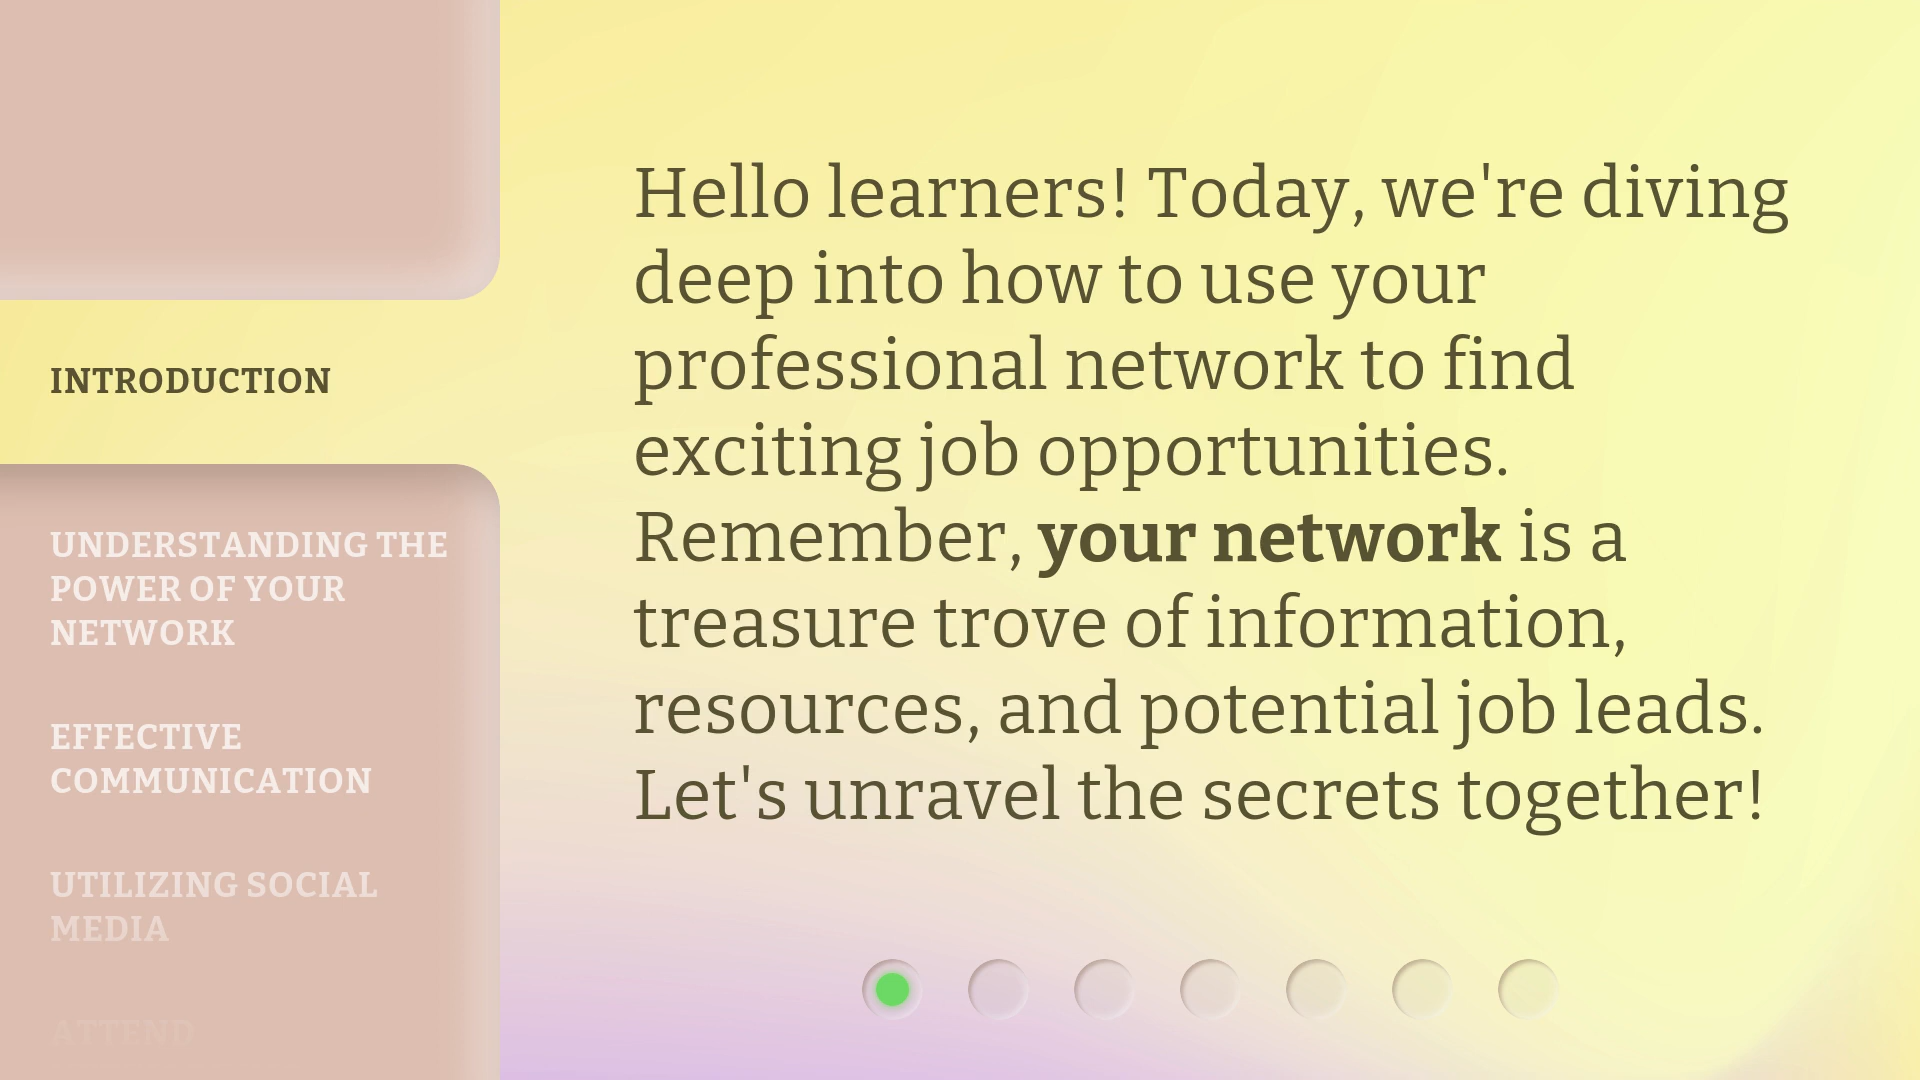 INTRODUCTION
UNDERSTANDING THE
POWER OF YOUR
NETWORK
EFFECTIVE
COMMUNICATION
UTILIZING SOCIAL
MEDIA
ATTEND
Hello learners! Today, we're diving
deep into how to use your
professional network to find
exciting job opportunities.
Remember, your network is a
treasure trove of information,
resources, and potential job leads.
Let's unravel the secrets together!